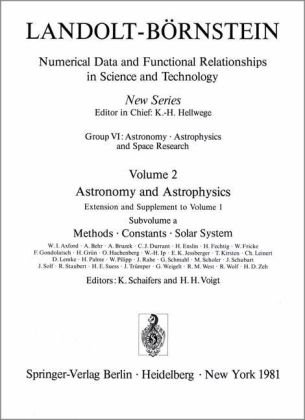 LANDOLT-BÖRNSTEIN
Numerical Data and Functional Relationships
in Science and Technology
New Series
Editor in Chief: K.-H. Hellwege
Group VI: Astronomy · Astrophysics
and Space Research
Volume 2
Astronomy and Astrophysics
Extension and Supplement to Volume 1
Subvolume a
Methods · Constants · Solar System
W. I. Axford · A. Behr · A. Bruzek · C. J. Durrant · H. Enslin · H. Fechtig · W. Fricke
F. Gondolatsch · H. Grün · O. Hachenberg · W.-H. Ip · E. K. Jessberger · T. Kirsten · Ch. Leinert
D. Lemke · H. Palme · W. Pilipp · J. Rahe · G. Schmahl · M. Scholer · J. Schubart
J. Solf · R. Staubert · H. E. Suess · J. Trümper · G. Weigelt · R. M. West · R. Wolf · H. D. Zeh
Editors: K. Schaifers and H. H. Voigt
Springer-Verlag Berlin · Heidelberg · New York 1981